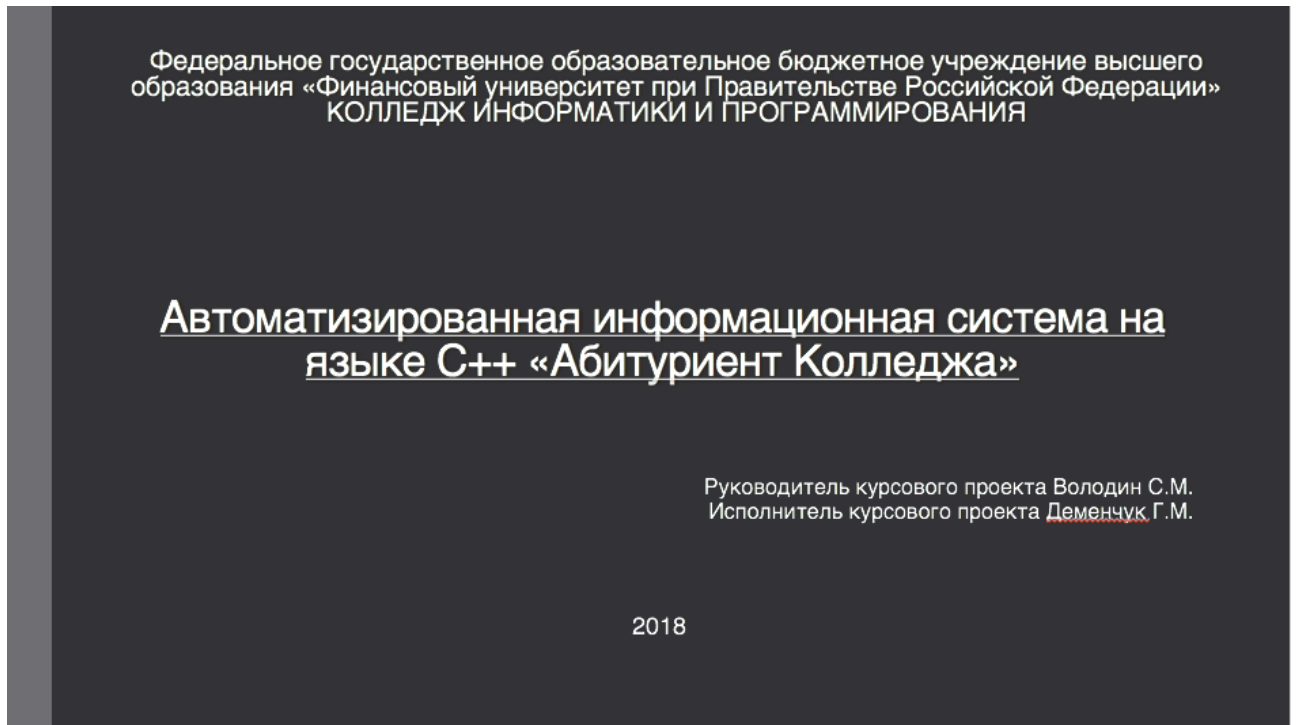 Федеральное государственное образовательное бюджетное учреждение высшего
образования «Финансовый университет при Правительстве Российской Федерации»
КОЛЛЕДЖ ИНФОРМАТИКИ И ПРОГРАММИРОВАНИЯ
Автоматизированная информационная система на
языке C++ «Абитуриент Колледжа»
Руководитель курсового проекта Володин С.М.
Исполнитель курсового проекта Деменчук Г.М.
2018